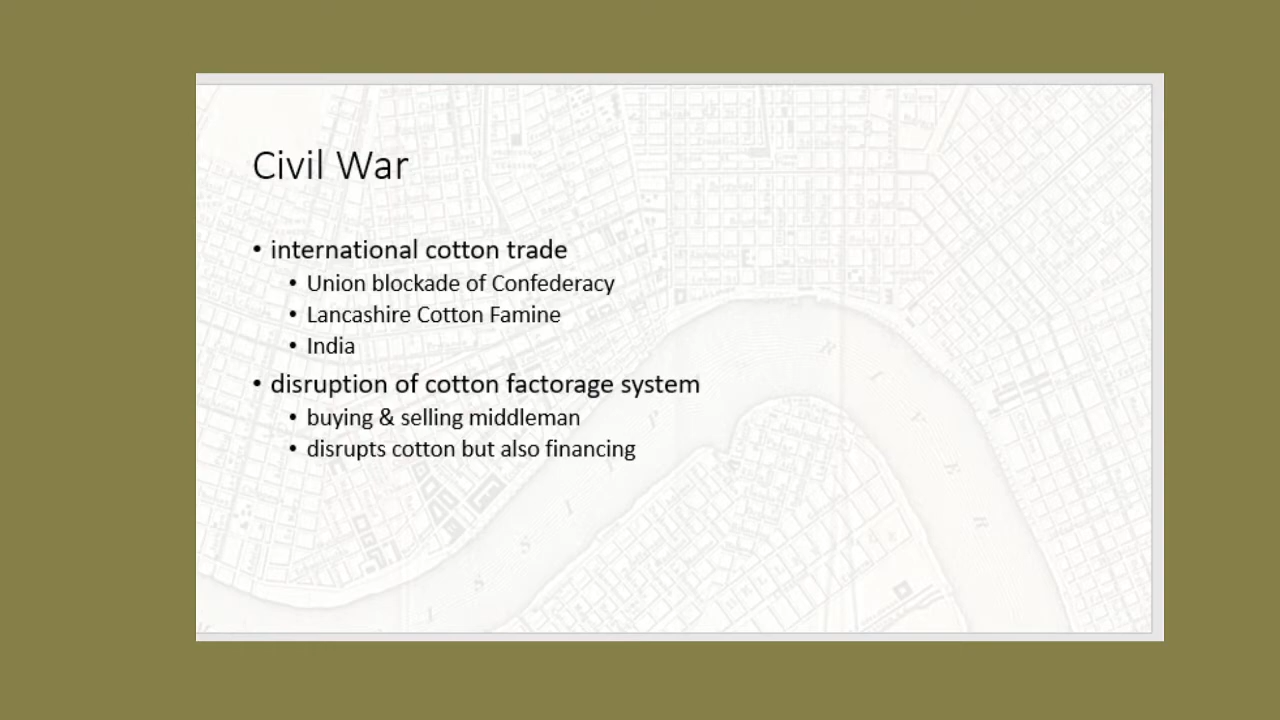 Civil War
• international cotton trade
• Union blockade of Confederacy
• Lancashire Cotton Famine
• India
• disruption of cotton factorage system
• buying & selling middleman
• disrupts cotton but also financing